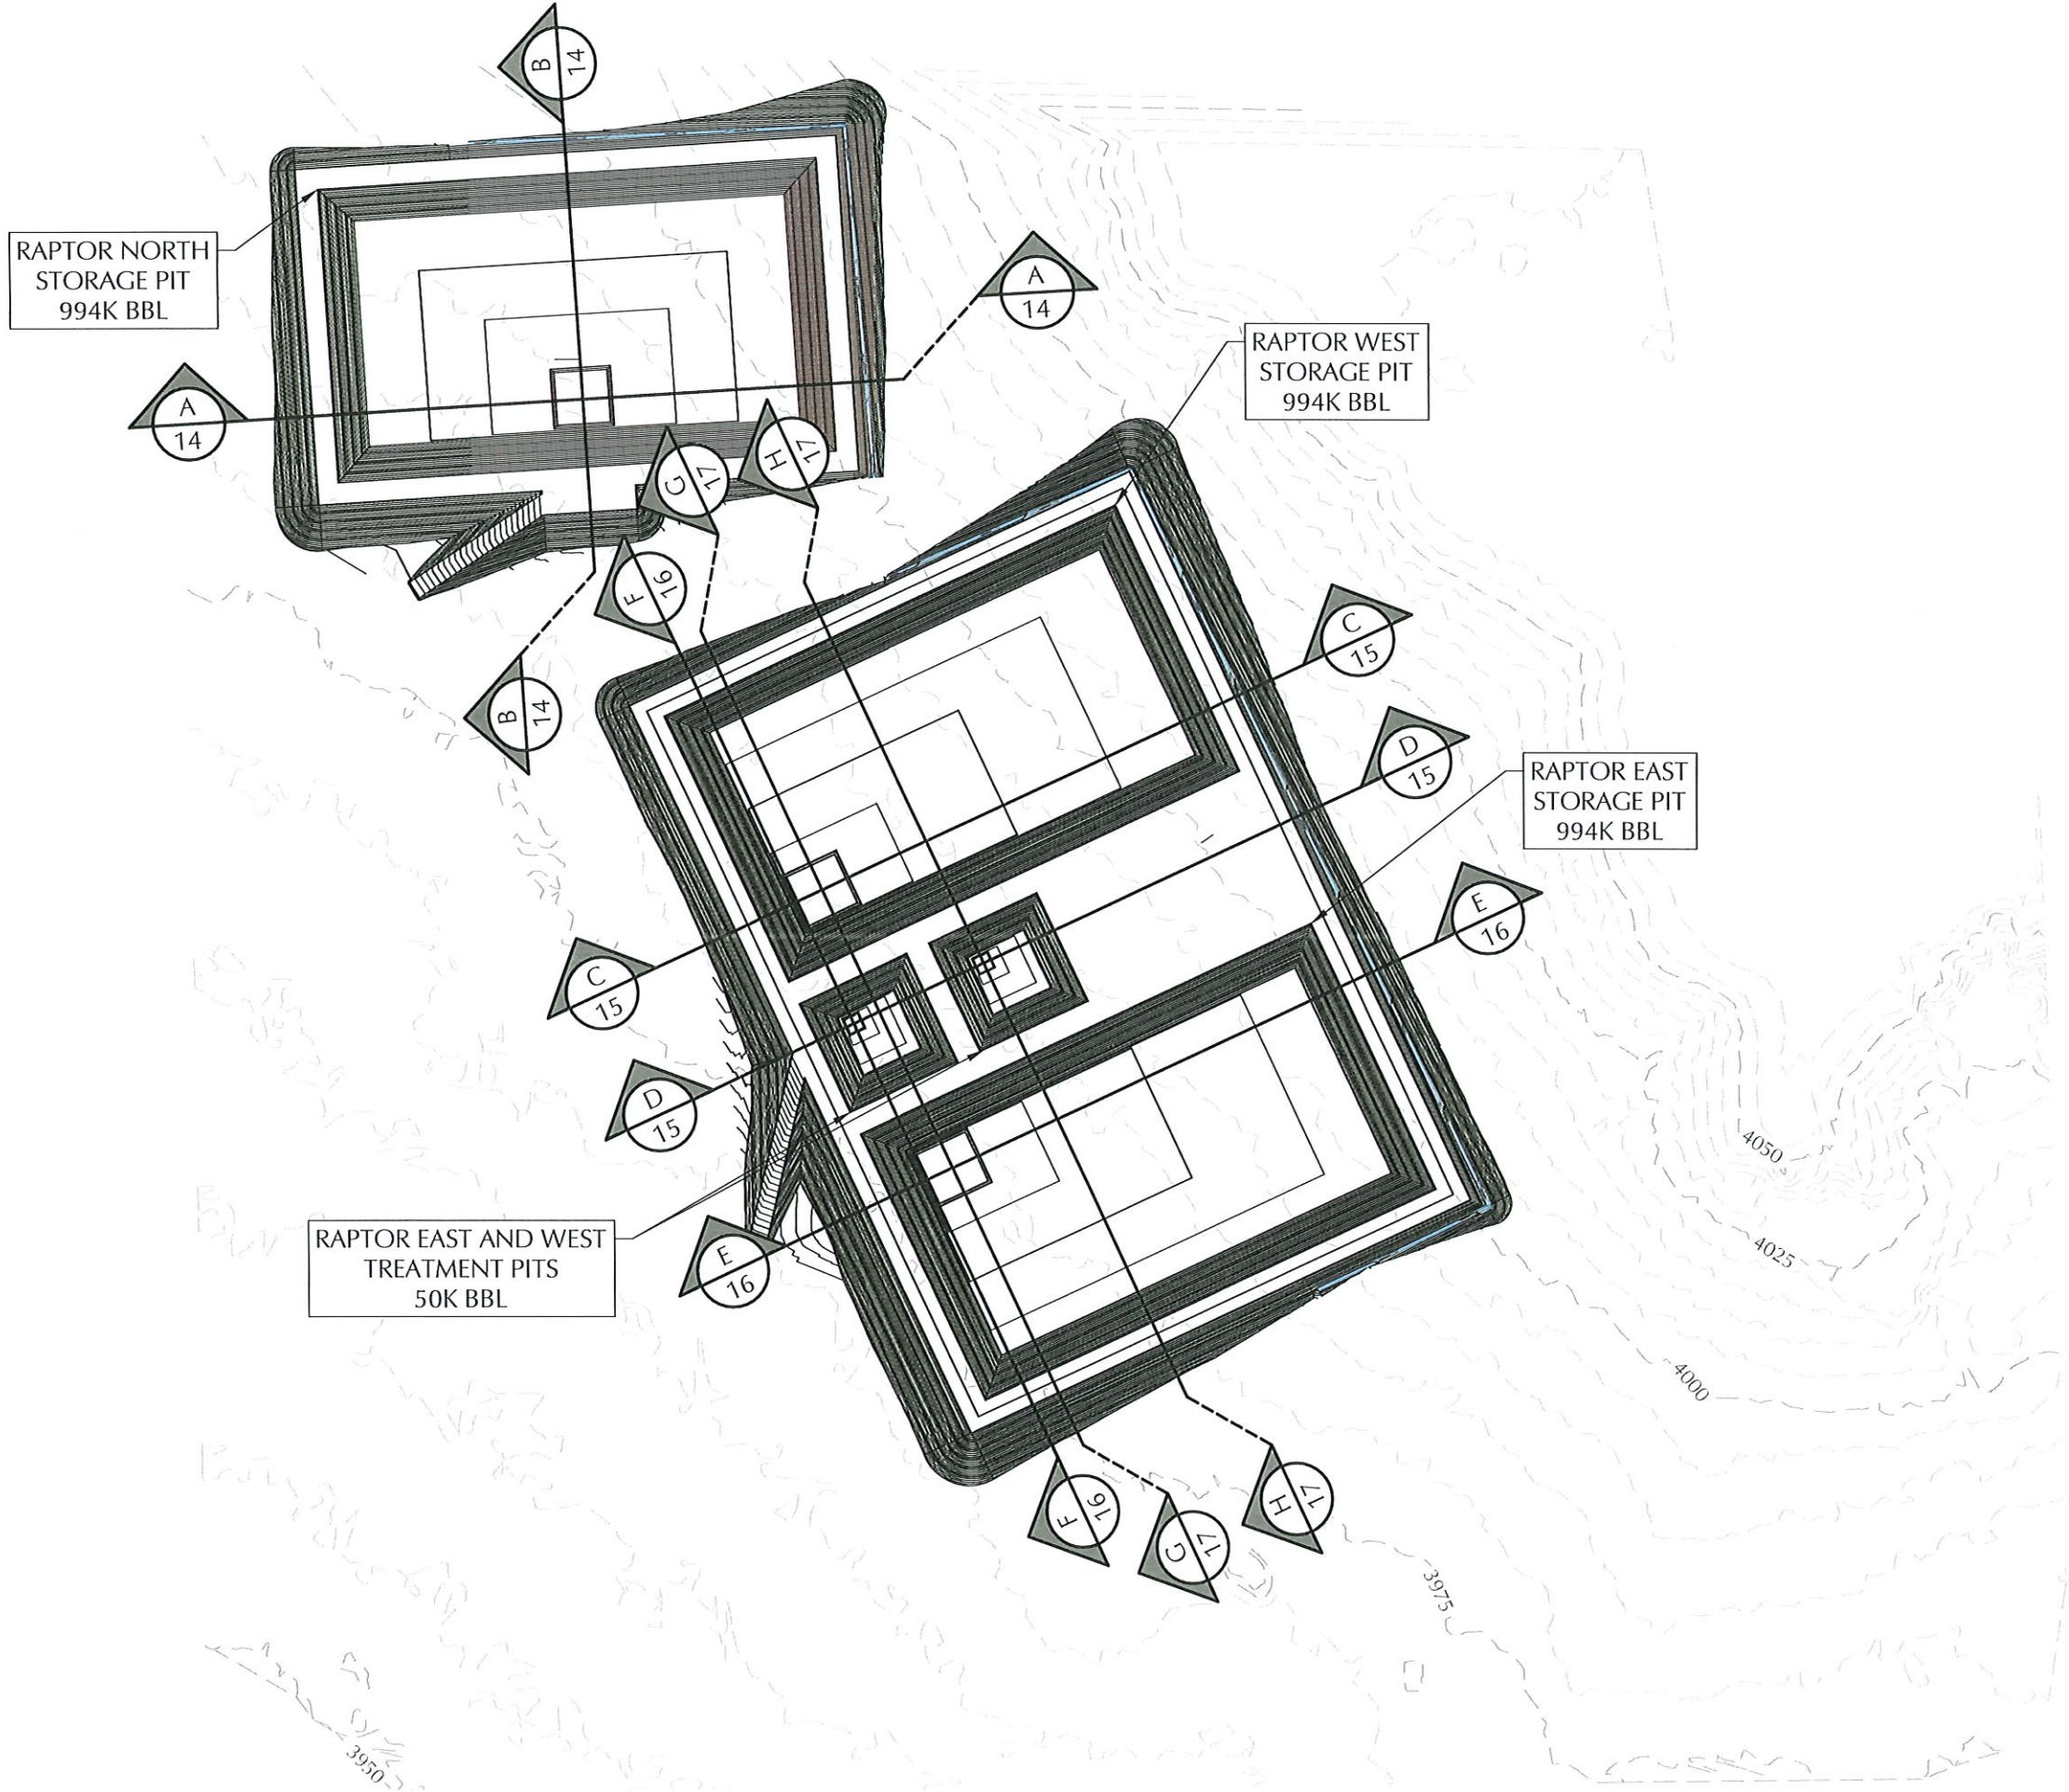 B
14
RAPTOR NORTH
STORAGE PIT
994K BBL
A
14
RAPTOR WEST
STORAGE PIT
994K BBL
A
14
H
17
G
17
F
16
C
15
B
14
D
15
RAPTOR EAST
STORAGE PIT
994K BBL
E
16
C
15
D
15
4050
RAPTOR EAST AND WEST
TREATMENT PITS
50K BBL
E
16
4025
4000
F
16
G
17
H
17
3975
3950